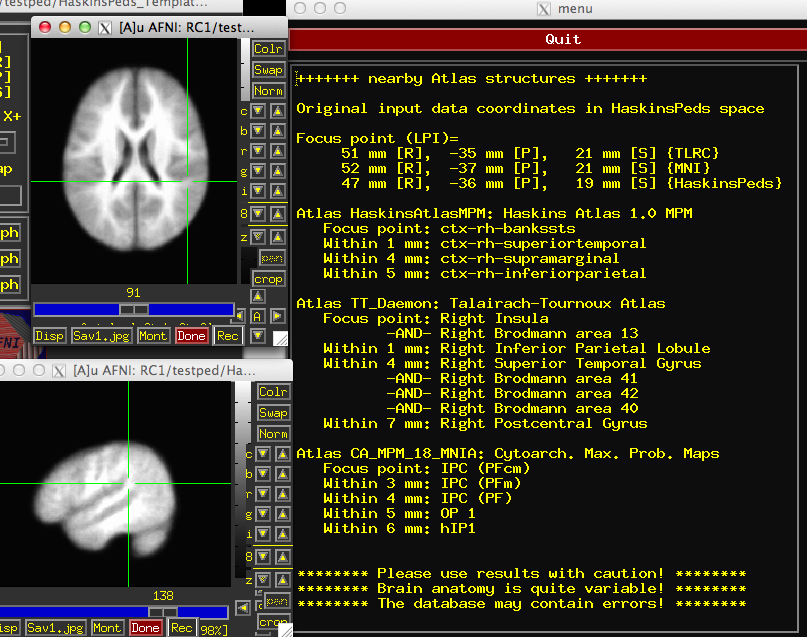 /testped/HaskinsPeds_Templat...
menu
[A]u AFNI: RC1/test...
Quit
Colr
Swap
Norm
c
b
r
g
i
8
z
pan
crop
A
X+
ph
ph
ph
91
Disp
Sav1.jpg
Mont
Done
Rec
[A]u AFNI: RC1/testped/Ha...
Colr
Swap
Norm
c
b
r
g
i
8
z
pan
crop
138
isp
Sav1.jpg
Mont
Done
Rec
98%]
+++++++ nearby Atlas structures +++++++
Original input data coordinates in HaskinsPeds space
Focus point (LPI)=
51 mm [R], -35 mm [P], 21 mm [S] {TLRC}
52 mm [R], -37 mm [P], 21 mm [S] {MNI}
47 mm [R], -36 mm [P], 19 mm [S] {HaskinsPeds}
Atlas HaskinsAtlasMPM: Haskins Atlas 1.0 MPM
Focus point: ctx-rh-bankssts
Within 1 mm: ctx-rh-superiortemporal
Within 4 mm: ctx-rh-supramarginal
Within 5 mm: ctx-rh-inferiorparietal
Atlas TT_Daemon: Talairach-Tournoux Atlas
Focus point: Right Insula
-AND- Right Brodmann area 13
Within 1 mm: Right Inferior Parietal Lobule
Within 4 mm: Right Superior Temporal Gyrus
-AND- Right Brodmann area 41
-AND- Right Brodmann area 42
-AND- Right Brodmann area 40
Within 7 mm: Right Postcentral Gyrus
Atlas CA_MPM_18_MNIA: Cytoarch. Max. Prob. Maps
Focus point: IPC (PFcm)
Within 3 mm: IPC (PFm)
Within 4 mm: IPC (PF)
Within 5 mm: OP 1
Within 6 mm: hIP1
******** Please use results with caution! ********
******** Brain anatomy is quite variable! ********
******** The database may contain errors! ********